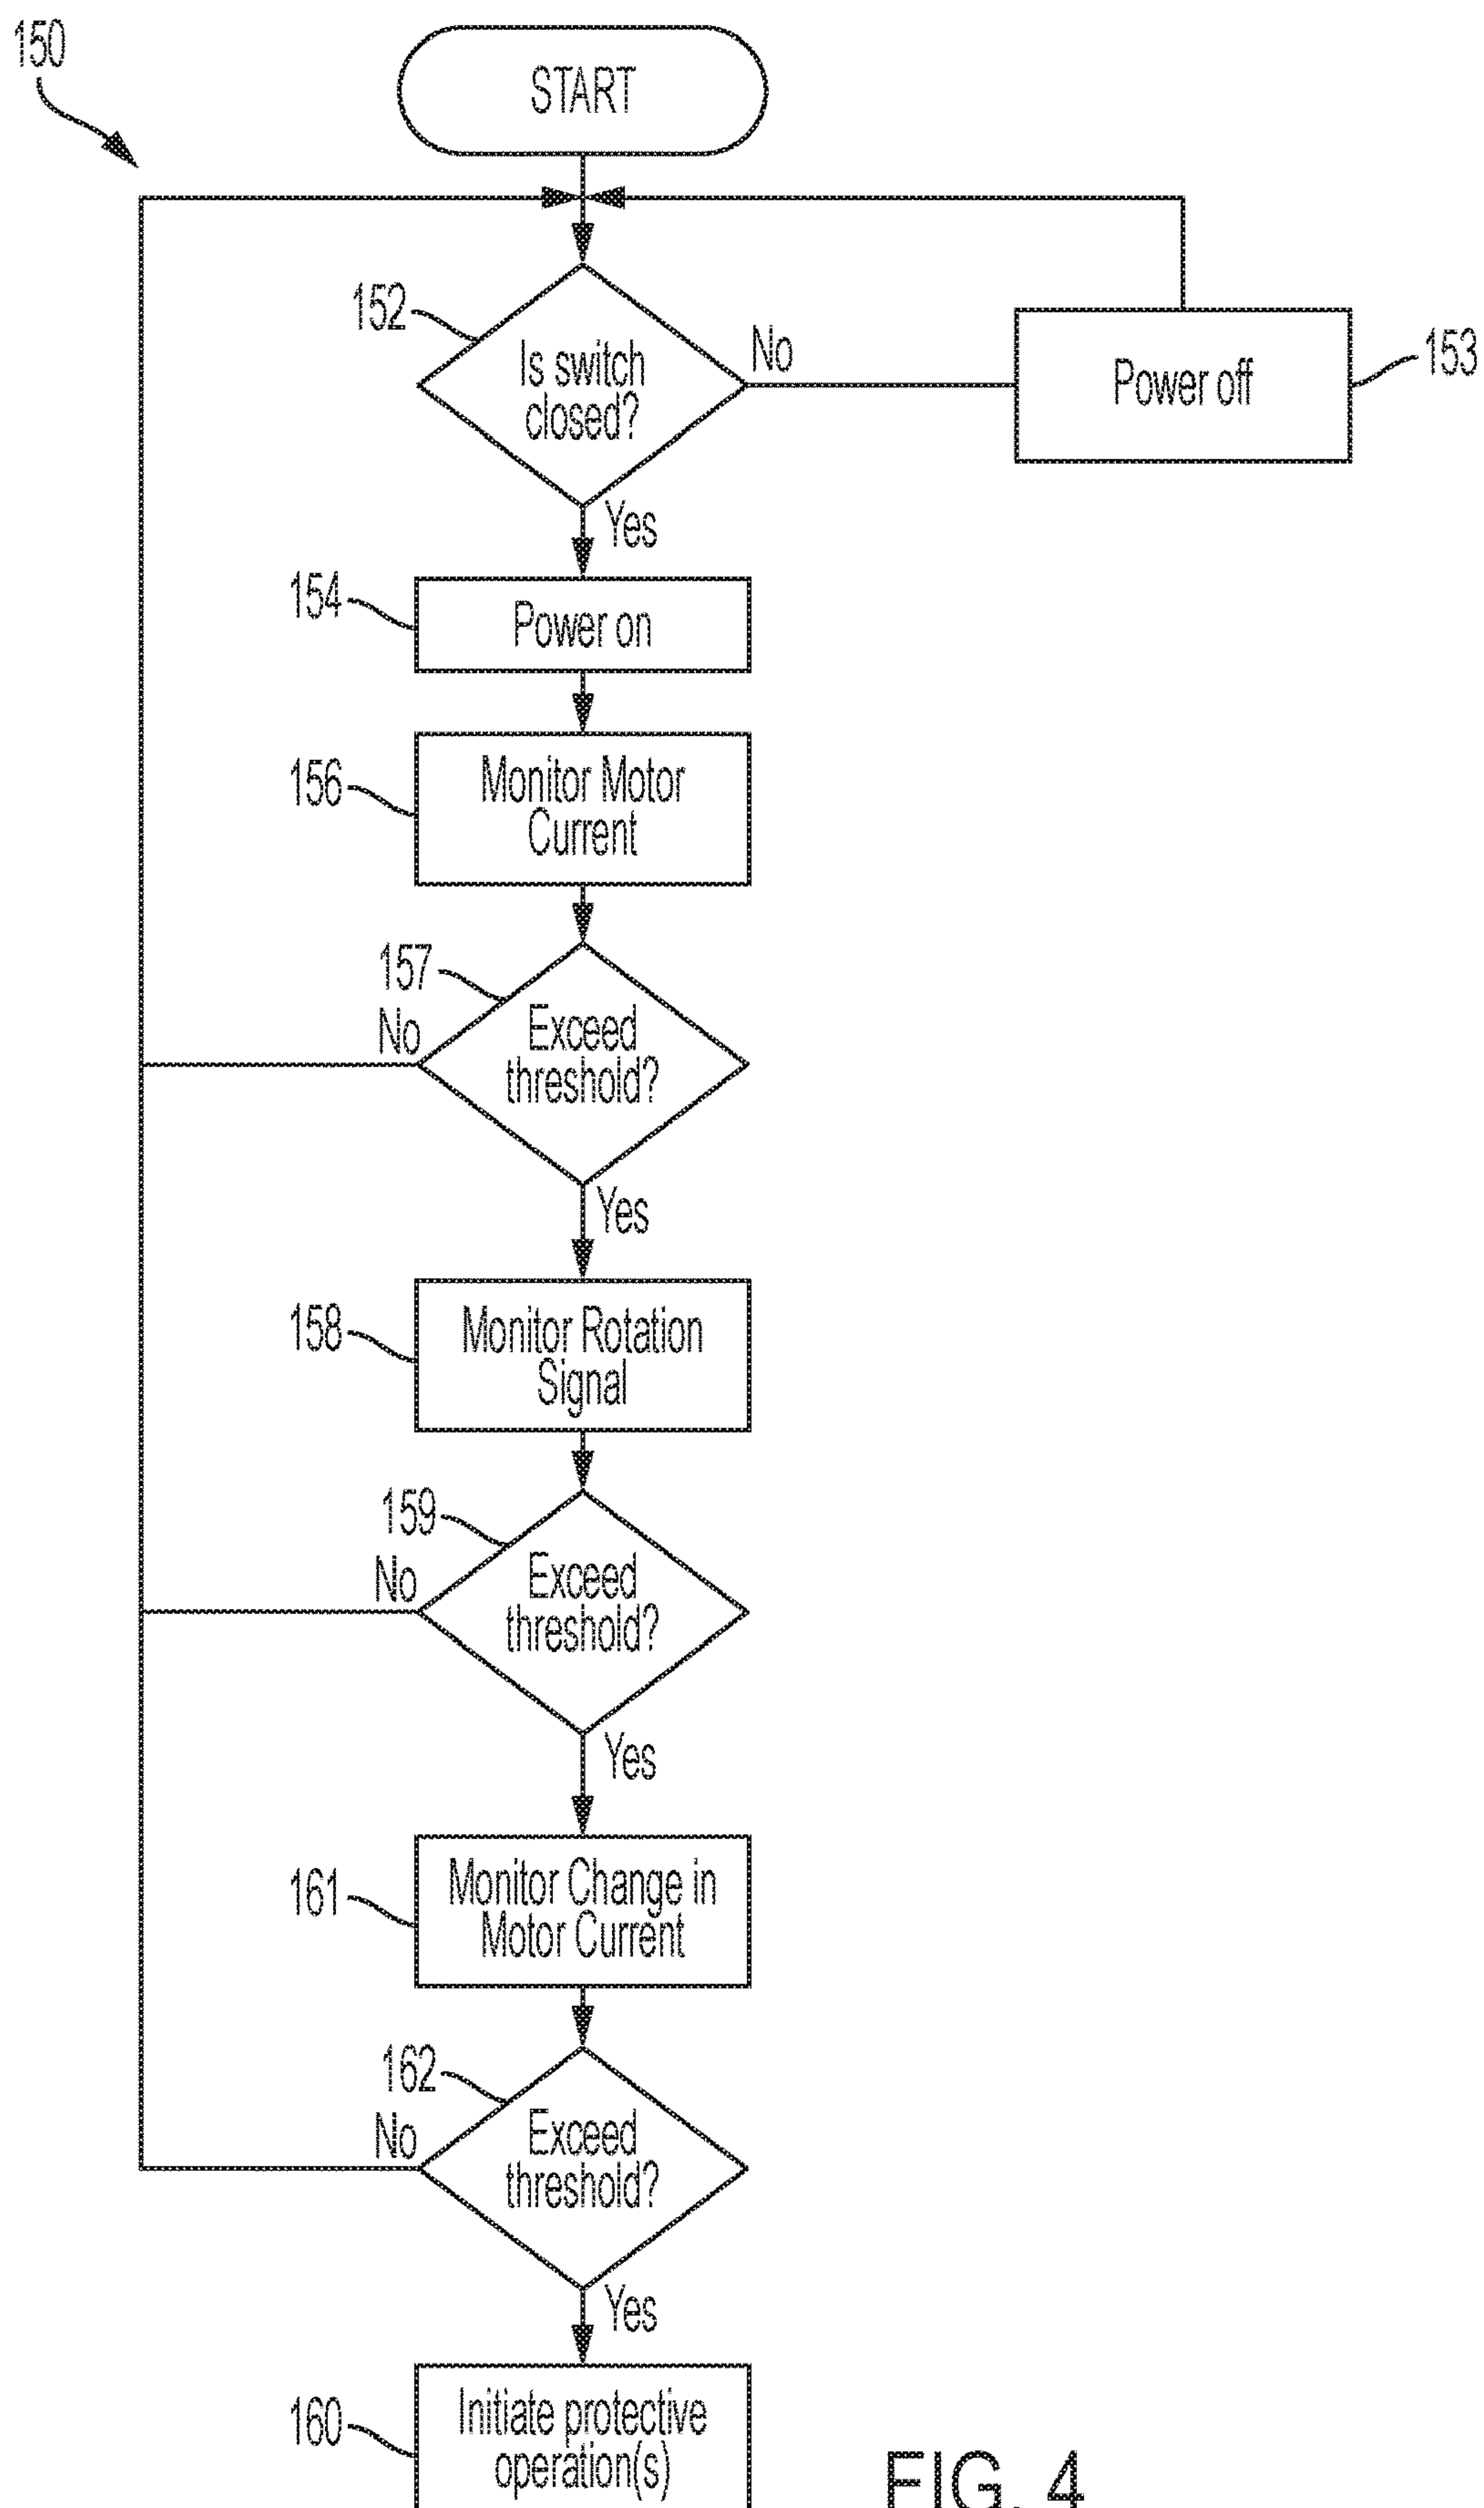 150
START
152
Is switch
closed?
No
Power off
153
Yes
154
Power on
156
Monitor Motor
Current
157
No
Exceed
threshold?
Yes
158
Monitor Rotation
Signal
159
No
Exceed
threshold?
Yes
161
Monitor Change in
Motor Current
162
No
Exceed
threshold?
Yes
160
Initiate protective
operation(s)
FIG. 4